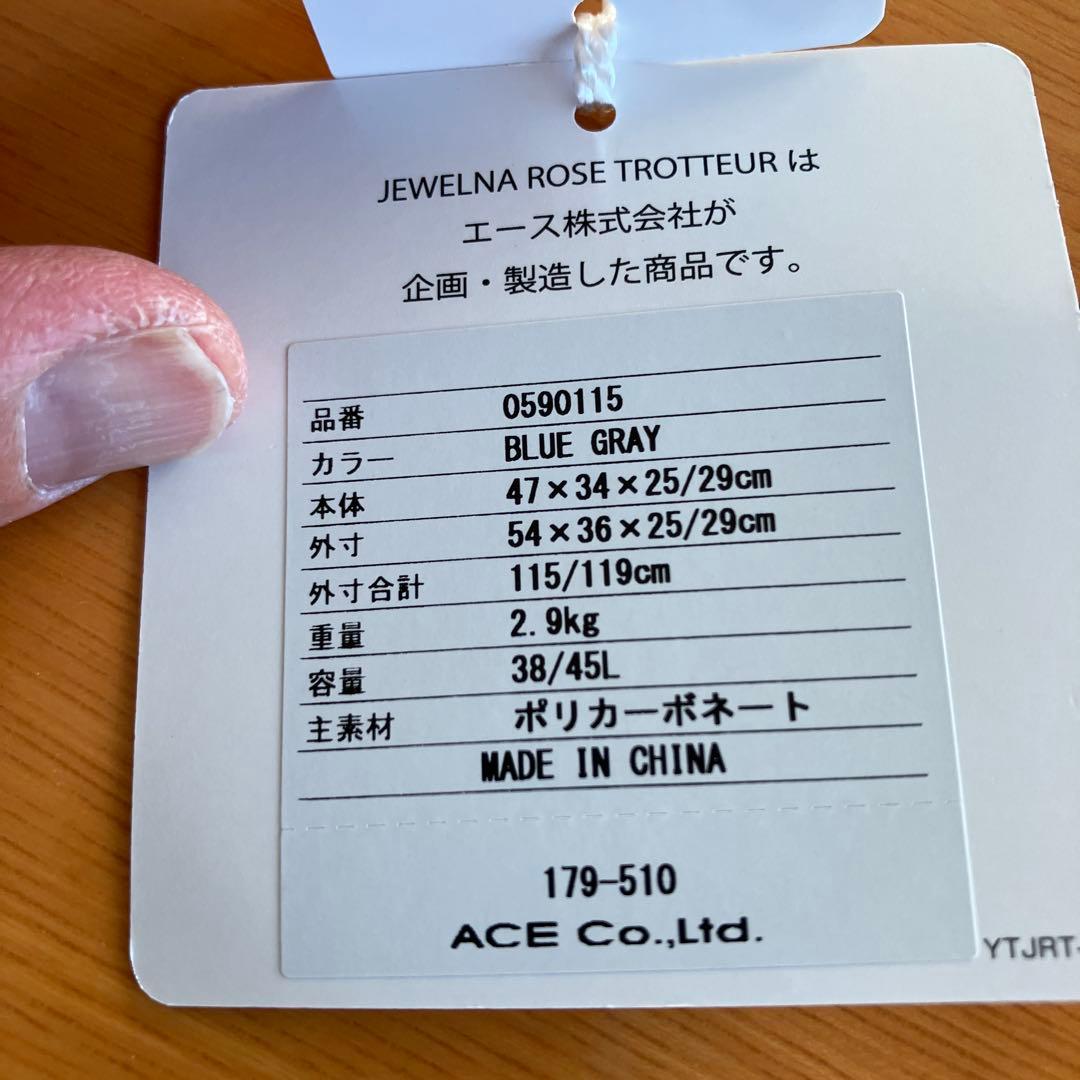 JEWELNA ROSE TROTTEUR は
エース株式会社が
企画・製造した商品です。
品番 0590115
カラー BLUE GRAY
本体 47×34×25/29cm
外寸 54×36×25/29cm
外寸合計 115/119cm
重量 2.9kg
容量 38/45L
主素材 ポリカーボネート
MADE IN CHINA
179-510
ACE Co.,Ltd.
YTJRT